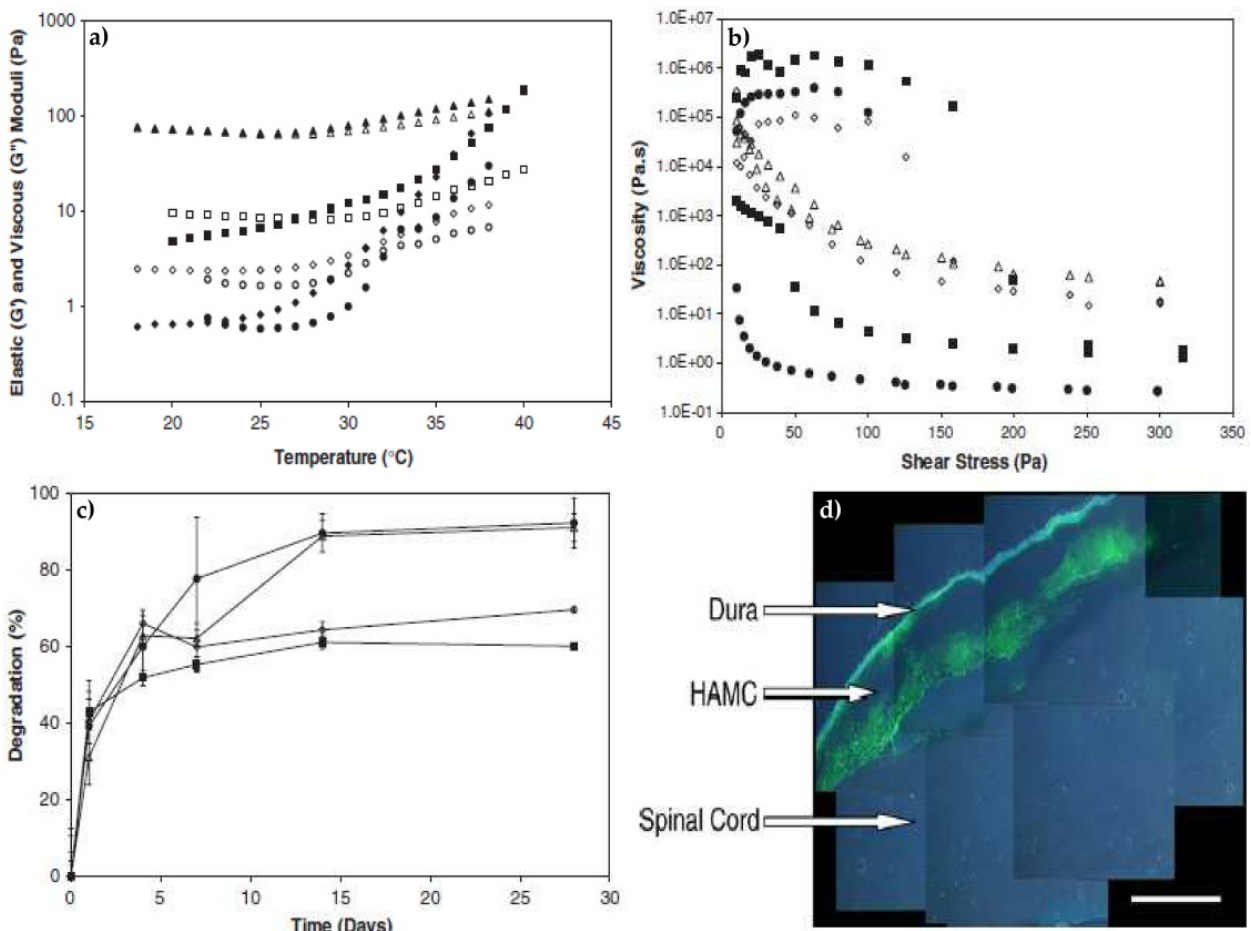 a)
1000
100
10
1
0.1
15
20
25
30
35
40
45
Elastic (G') and Viscous (G") Moduli (Pa)
Temperature (°C)
b)
1.0E+07
1.0E+06
1.0E+05
1.0E+04
1.0E+03
1.0E+02
1.0E+01
1.0E+00
1.0E-01
0
50
100
150
200
250
300
350
Viscosity (Pa.s)
Shear Stress (Pa)
c)
100
80
60
40
20
0
0
5
10
15
20
25
30
Degradation (%)
Time (Days)
d)
Dura
HAMC
Spinal Cord